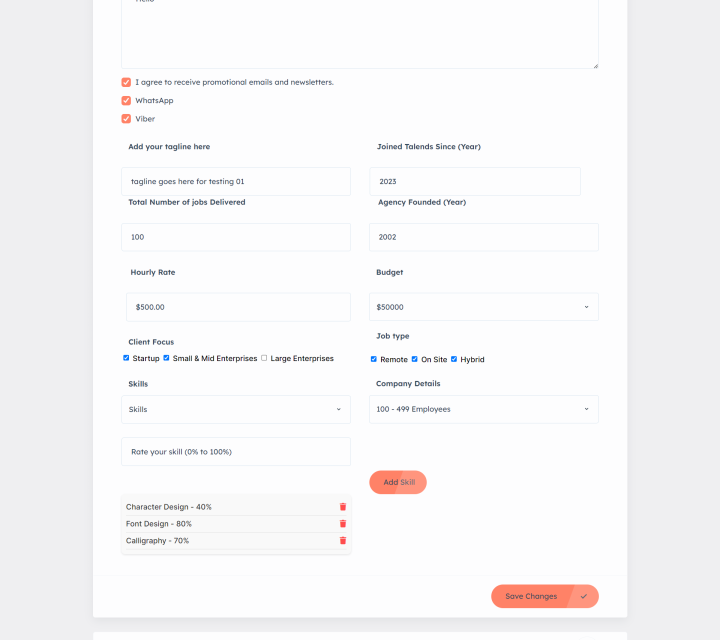 Hello
I agree to receive promotional emails and newsletters.
WhatsApp
Viber
Add your tagline here
Joined Talends Since (Year)
tagline goes here for testing 01
2023
Total Number of jobs Delivered
Agency Founded (Year)
100
2002
Hourly Rate
Budget
$500.00
$50000
Client Focus
Job type
Startup Small & Mid Enterprises Large Enterprises
Remote On Site Hybrid
Skills
Company Details
Skills
100 - 499 Employees
Rate your skill (0% to 100%)
Add Skill
Character Design - 40%
Font Design - 80%
Calligraphy - 70%
Save Changes